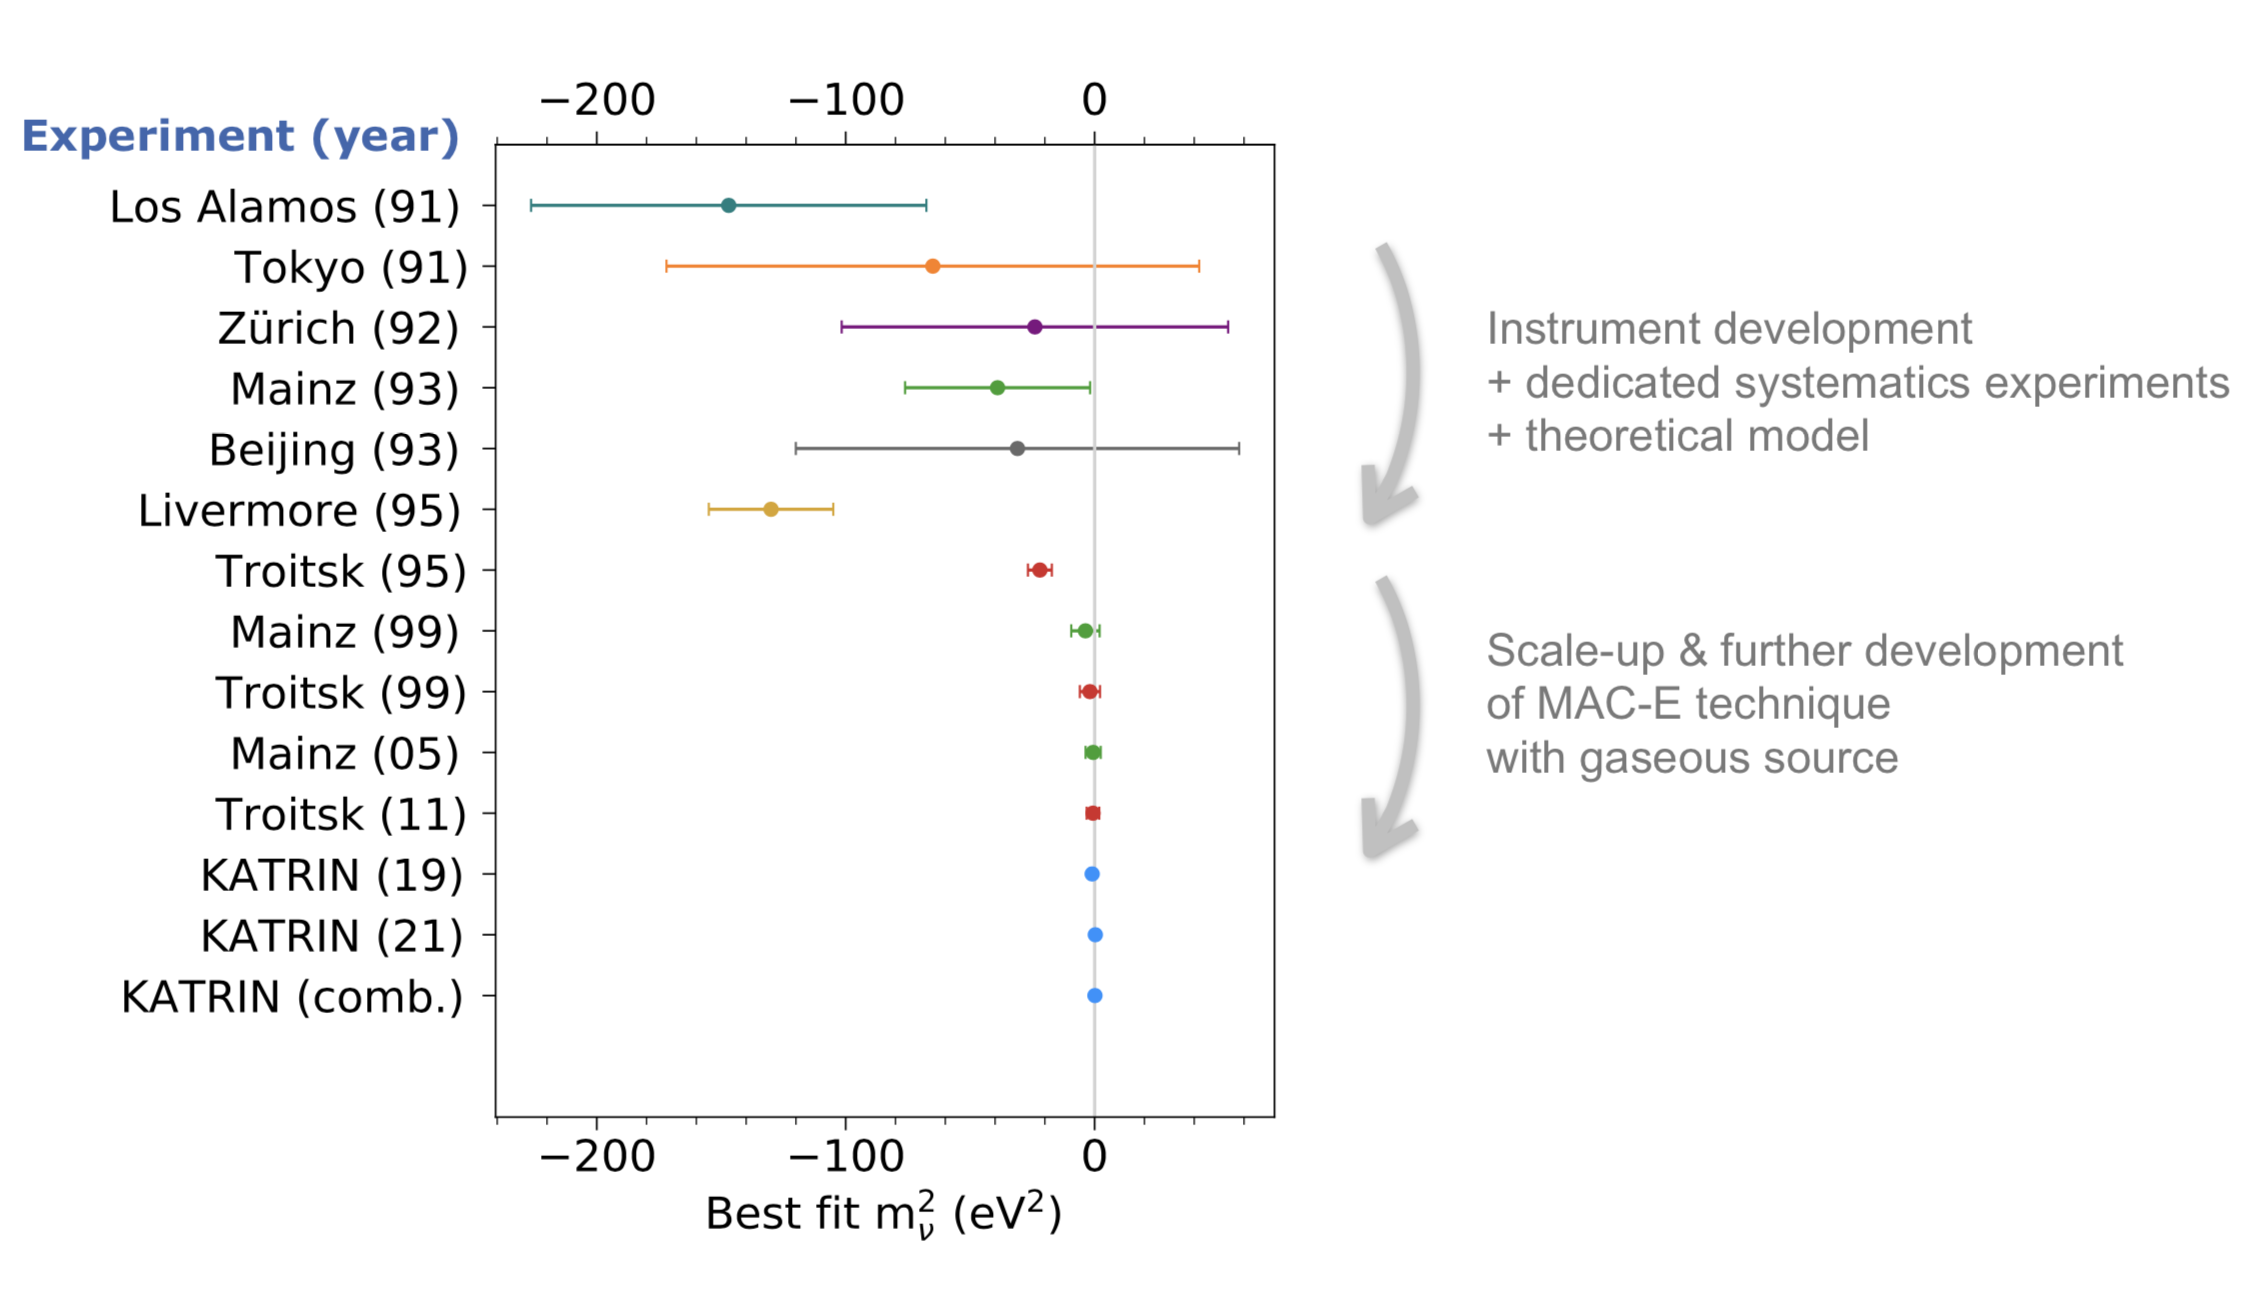 −200 −100 0
Experiment (year)
Los Alamos (91)
Tokyo (91)
Zürich (92)
Mainz (93)
Beijing (93)
Livermore (95)
Troitsk (95)
Mainz (99)
Troitsk (99)
Mainz (05)
Troitsk (11)
KATRIN (19)
KATRIN (21)
KATRIN (comb.)
−200 −100 0
Best fit m²ᵥ (eV²)
Instrument development
+ dedicated systematics experiments
+ theoretical model
Scale-up & further development
of MAC-E technique
with gaseous source